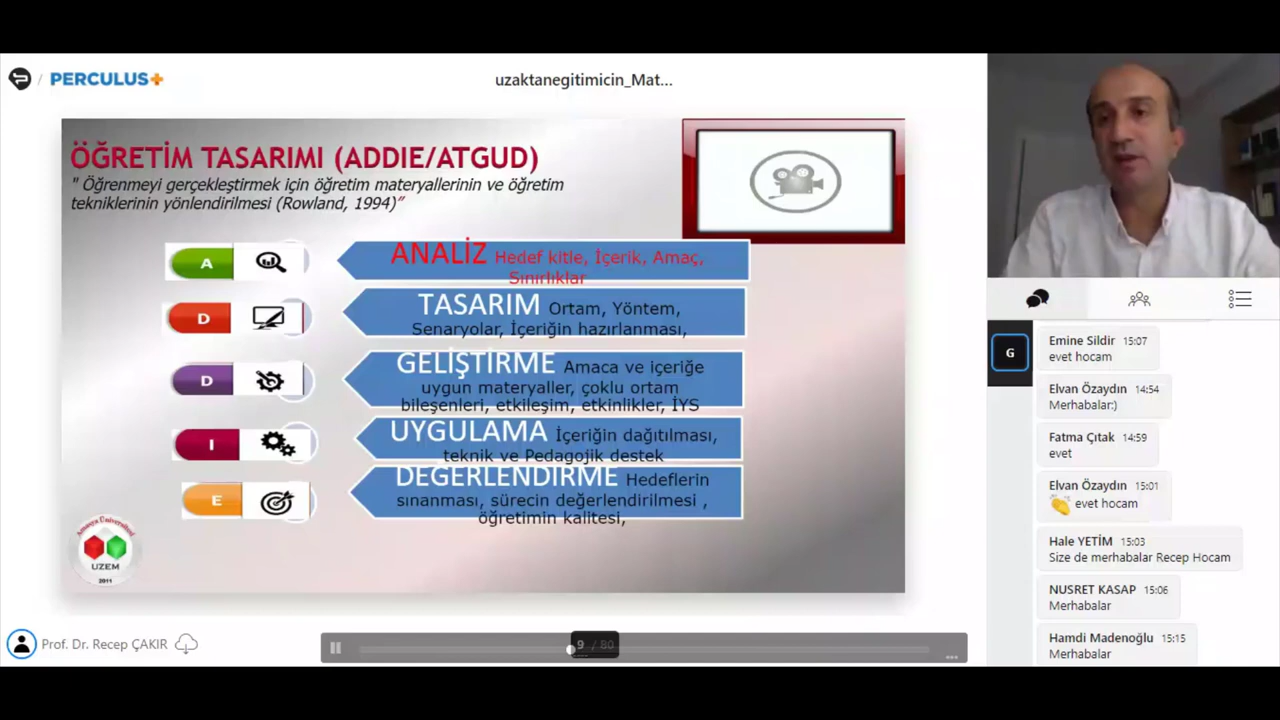 / PERCULUS+
uzaktanegitimicin_Mat...
ÖĞRETİM TASARIMI (ADDIE/ATGUD)
" Öğrenmeyi gerçekleştirmek için öğretim materyallerinin ve öğretim
tekniklerinin yönlendirilmesi (Rowland, 1994)”
A
ANALİZ Hedef kitle, İçerik, Amaç,
Sınırlıklar
D
TASARIM Ortam, Yöntem,
Senaryolar, İçeriğin hazırlanması,
D
GELİŞTİRME Amaca ve içeriğe
uygun materyaller, çoklu ortam
bileşenleri, etkileşim, etkinlikler, İYS
I
UYGULAMA İçeriğin dağıtılması,
teknik ve Pedagojik destek
E
DEĞERLENDİRME Hedeflerin
sınanması, sürecin değerlendirilmesi ,
öğretimin kalitesi,
Amasya Üniversitesi
UZEM
2011
Prof. Dr. Recep ÇAKIR
9 / 80
...
G
Emine Sildir 15:07
evet hocam
Elvan Özaydın 14:54
Merhabalar:)
Fatma Çıtak 14:59
evet
Elvan Özaydın 15:01
evet hocam
Hale YETİM 15:03
Size de merhabalar Recep Hocam
NUSRET KASAP 15:06
Merhabalar
Hamdi Madenoğlu 15:15
Merhabalar